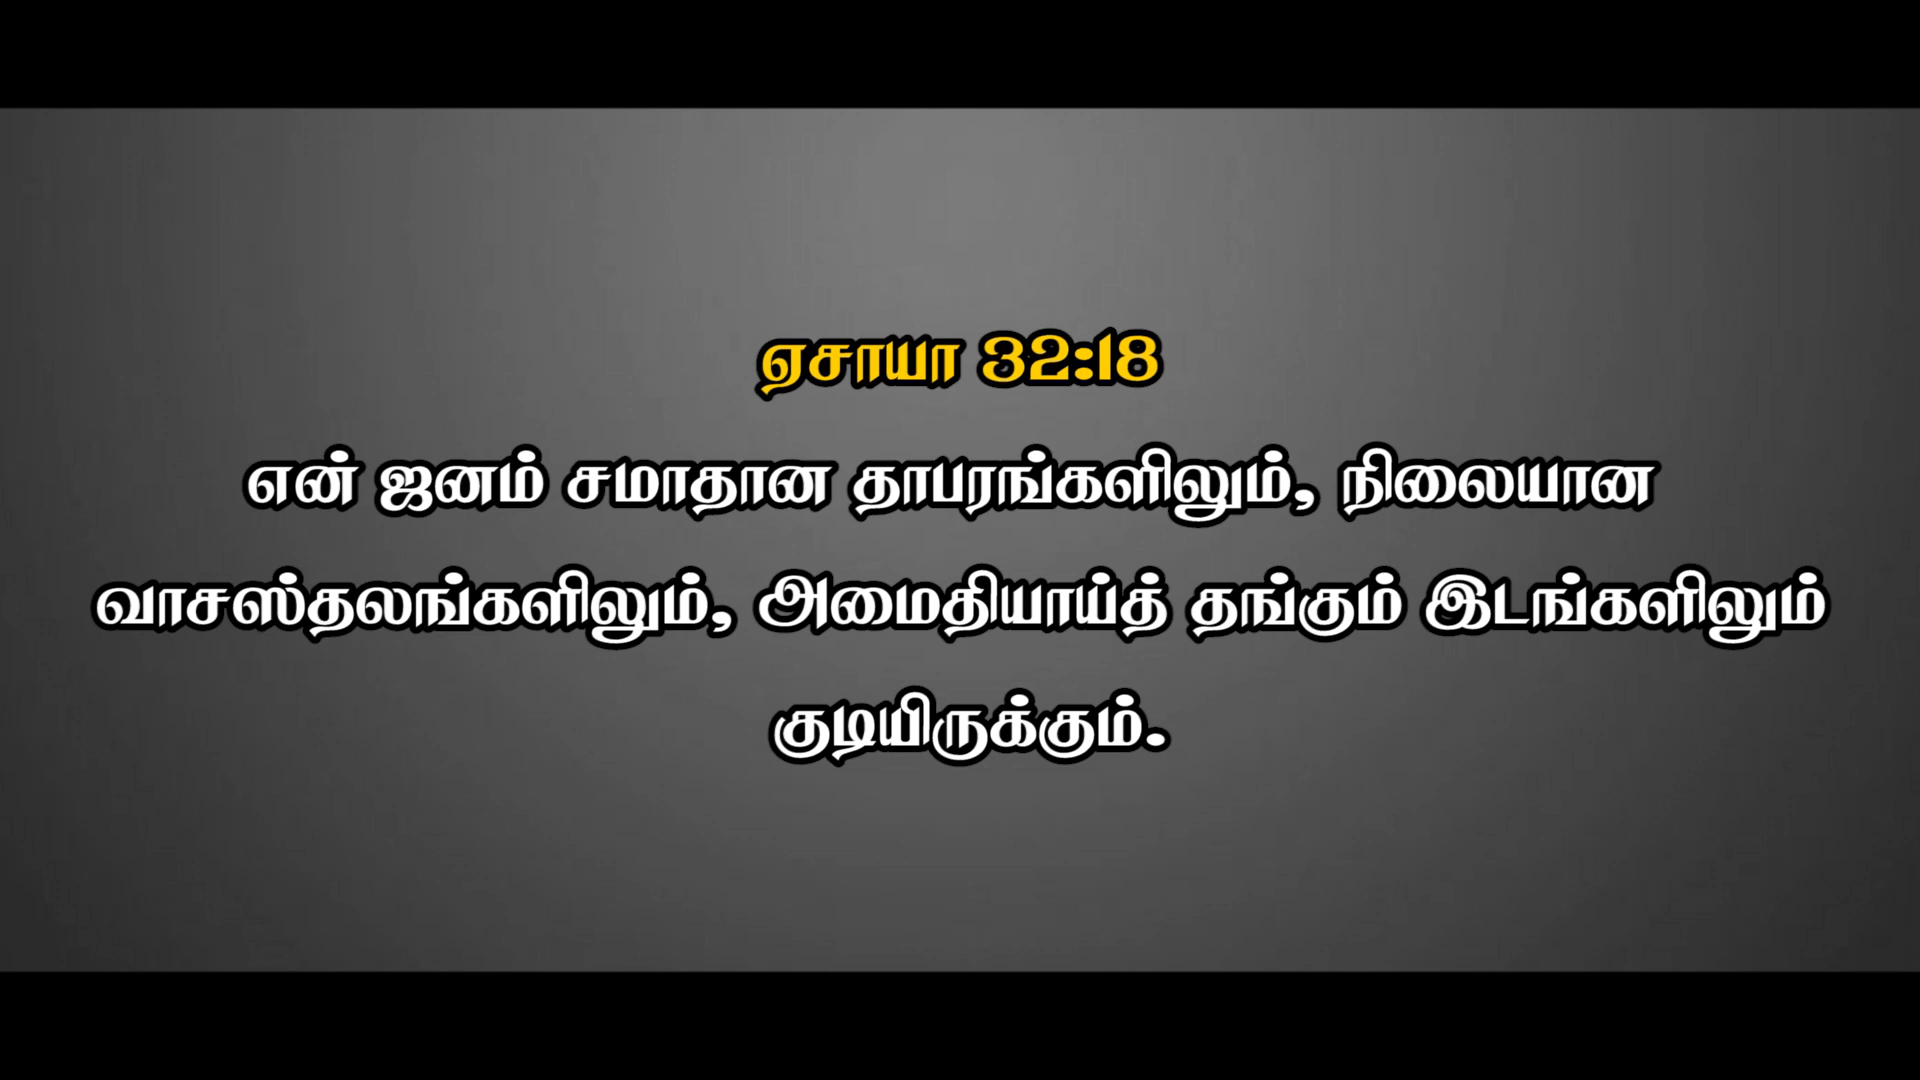 ஏசாயா 32:18
என் ஜனம் சமாதான தாபரங்களிலும், நிலையான
வாசஸ்தலங்களிலும், அமைதியாய்த் தங்கும் இடங்களிலும்
குடியிருக்கும்.